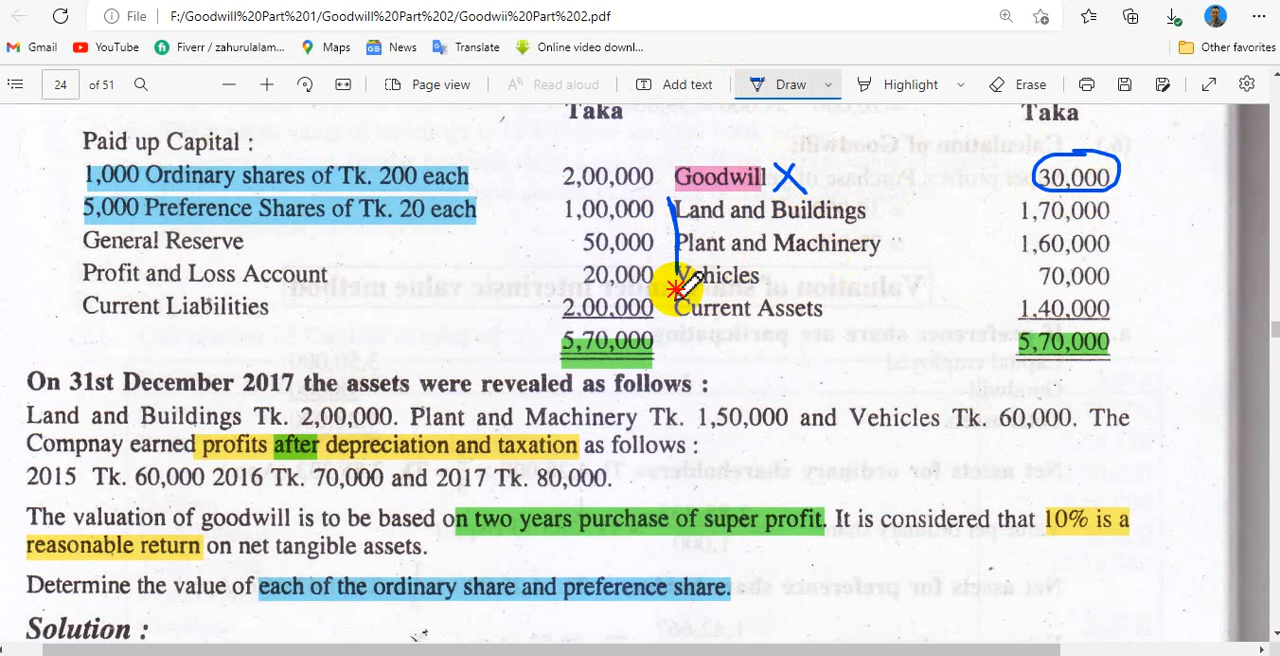 File F:/Goodwill%20Part%201/Goodwill%20Part%202/Goodwii%20Part%202.pdf
Gmail YouTube Fiverr / zahurulalam... Maps News Translate Online video downl... Other favorites
24 of 51 Page view Read aloud Add text Draw Highlight Erase
Taka Taka
Paid up Capital :
1,000 Ordinary shares of Tk. 200 each 2,00,000 Goodwill 30,000
5,000 Preference Shares of Tk. 20 each 1,00,000 Land and Buildings 1,70,000
General Reserve 50,000 Plant and Machinery 1,60,000
Profit and Loss Account 20,000 Vehicles 70,000
Current Liabilities 2,00,000 Current Assets 1,40,000
5,70,000 5,70,000
On 31st December 2017 the assets were revealed as follows :
Land and Buildings Tk. 2,00,000. Plant and Machinery Tk. 1,50,000 and Vehicles Tk. 60,000. The
Compnay earned profits after depreciation and taxation as follows :
2015 Tk. 60,000 2016 Tk. 70,000 and 2017 Tk. 80,000.
The valuation of goodwill is to be based on two years purchase of super profit. It is considered that 10% is a
reasonable return on net tangible assets.
Determine the value of each of the ordinary share and preference share.
Solution :